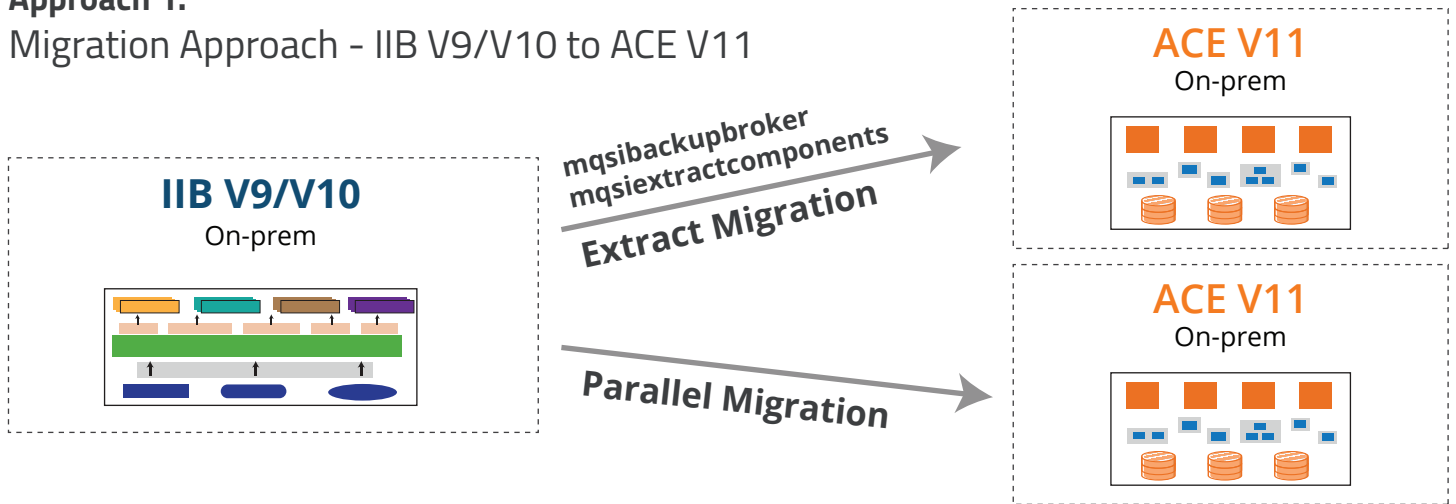 Approach 1:
Migration Approach - IIB V9/V10 to ACE V11
IIB V9/V10
On-prem
mqsibackupbroker
mqsiextractcomponents
Extract Migration
Parallel Migration
ACE V11
On-prem
ACE V11
On-prem